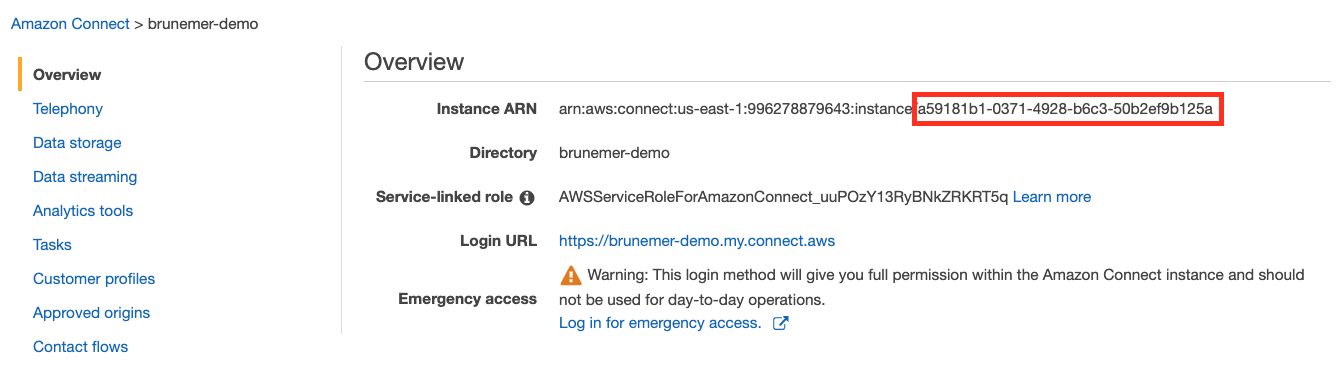 Amazon Connect > brunemer-demo
Overview
Telephony
Data storage
Data streaming
Analytics tools
Tasks
Customer profiles
Approved origins
Contact flows
Overview
Instance ARN arn:aws:connect:us-east-1:996278879643:instance/a59181b1-0371-4928-b6c3-50b2ef9b125a
Directory brunemer-demo
Service-linked role AWSServiceRoleForAmazonConnect_uuPOzY13RyBNkZRKRT5q Learn more
Login URL https://brunemer-demo.my.connect.aws
Emergency access Warning: This login method will give you full permission within the Amazon Connect instance and should
not be used for day-to-day operations.
Log in for emergency access.